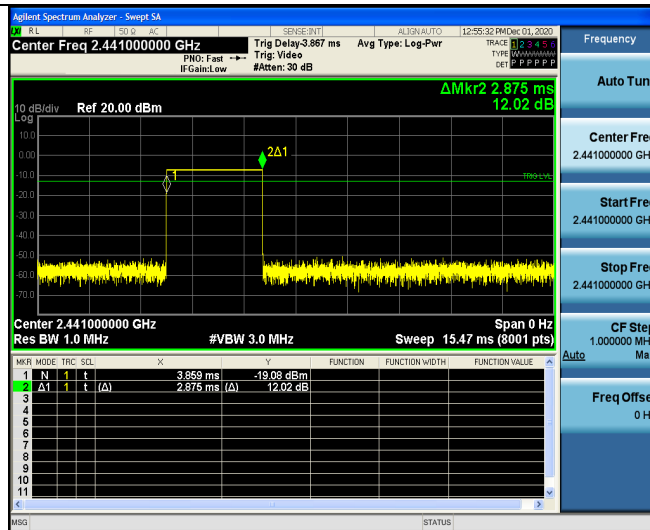 Agilent Spectrum Analyzer - Swept SA
LXI RL RF 50 Ω AC SENSE:INT ALIGN AUTO 12:55:32 PM Dec 01, 2020
Center Freq 2.441000000 GHz Trig Delay-3.867 ms Avg Type: Log-Pwr TRACE 1 2 3 4 5 6
PNO: Fast Trig: Video TYPE WWWWWW
IFGain:Low #Atten: 30 dB DET P P P P P P
ΔMkr2 2.875 ms
12.02 dB
10 dB/div Ref 20.00 dBm
Log
10.0
0.00
-10.0
-20.0
-30.0
-40.0
-50.0
-60.0
-70.0
1
2Δ1
TRIG LVL
Center 2.441000000 GHz Span 0 Hz
Res BW 1.0 MHz #VBW 3.0 MHz Sweep 15.47 ms (8001 pts)
MKR MODE TRC SCL X Y FUNCTION FUNCTION WIDTH FUNCTION VALUE
1 N 1 t 3.859 ms -19.08 dBm
2 Δ1 1 t (Δ) 2.875 ms (Δ) 12.02 dB
3
4
5
6
7
8
9
10
11
MSG STATUS
Frequency
Auto Tun
Center Fre
2.441000000 GH
Start Fre
2.441000000 GH
Stop Fre
2.441000000 GH
CF Step
1.000000 MH
Auto Ma
Freq Offse
0 H